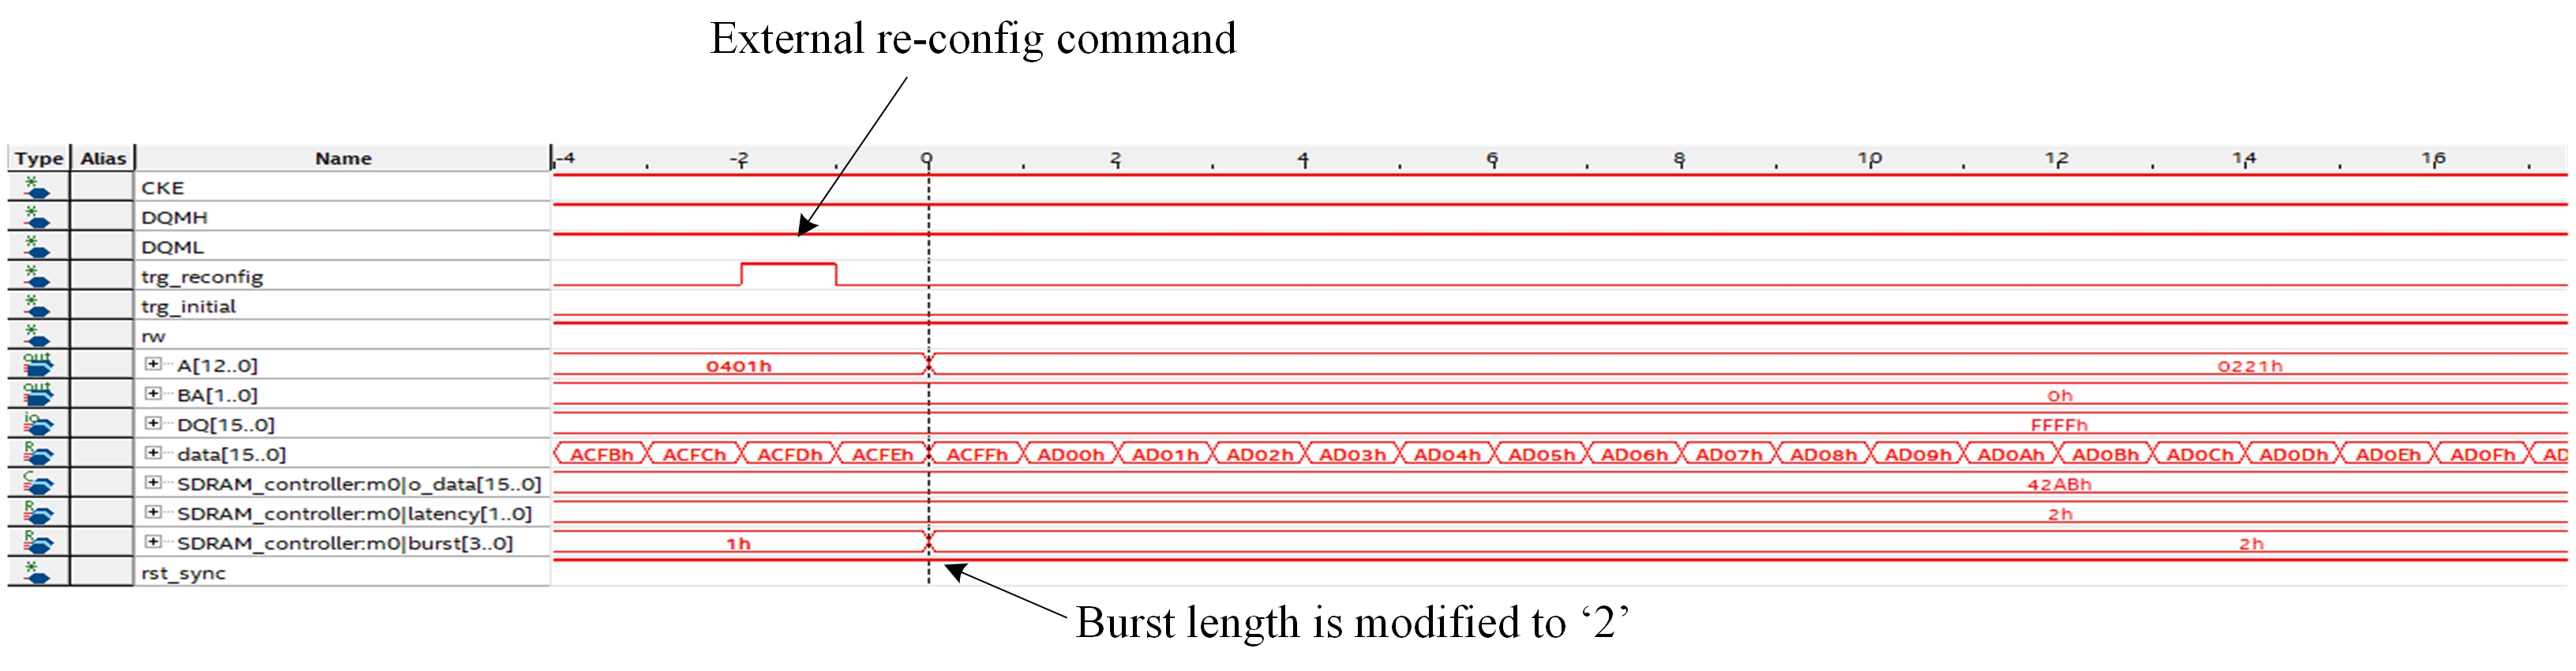 External re-config command
Type Alias Name -4 -2 0 2 4 6 8 10 12 14 16
CKE
DQMH
DQML
trg_reconfig
trg_initial
rw
out A[12..0] 0401h 0221h
out BA[1..0] 0h
io DQ[15..0] FFFFh
R data[15..0] ACFBh ACFCh ACFDh ACFEh ACFFh AD00h AD01h AD02h AD03h AD04h AD05h AD06h AD07h AD08h AD09h AD0Ah AD0Bh AD0Ch AD0Dh AD0Eh AD0Fh AD
C SDRAM_controller:m0|o_data[15..0] 42ABh
R SDRAM_controller:m0|latency[1..0] 2h
R SDRAM_controller:m0|burst[3..0] 1h 2h
rst_sync
Burst length is modified to ‘2’